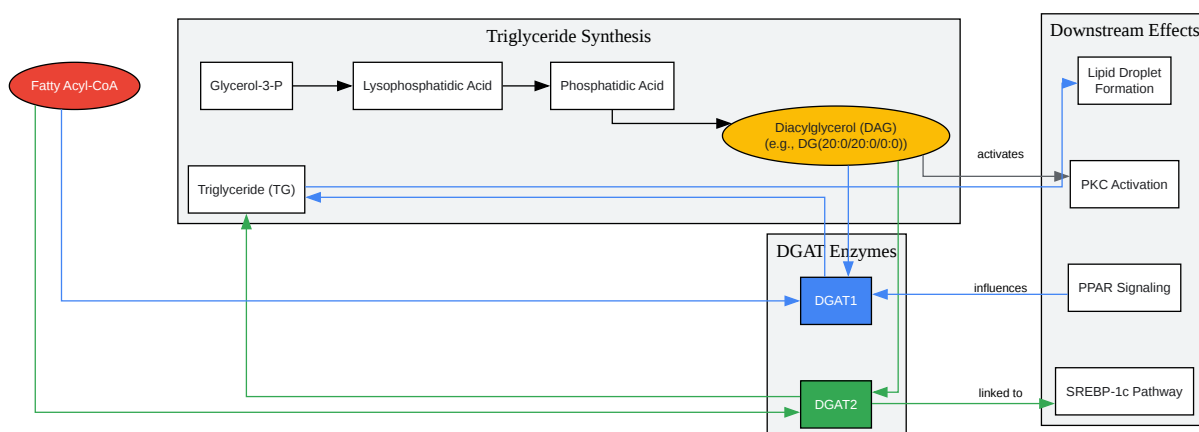 Triglyceride Synthesis
Downstream Effects
Fatty Acyl-CoA
Glycerol-3-P
Lysophosphatidic Acid
Phosphatidic Acid
Lipid Droplet
Formation
Diacylglycerol (DAG)
(e.g., DG(20:0/20:0/0:0))
activates
Triglyceride (TG)
PKC Activation
DGAT Enzymes
DGAT1
influences
PPAR Signaling
DGAT2
linked to
SREBP-1c Pathway